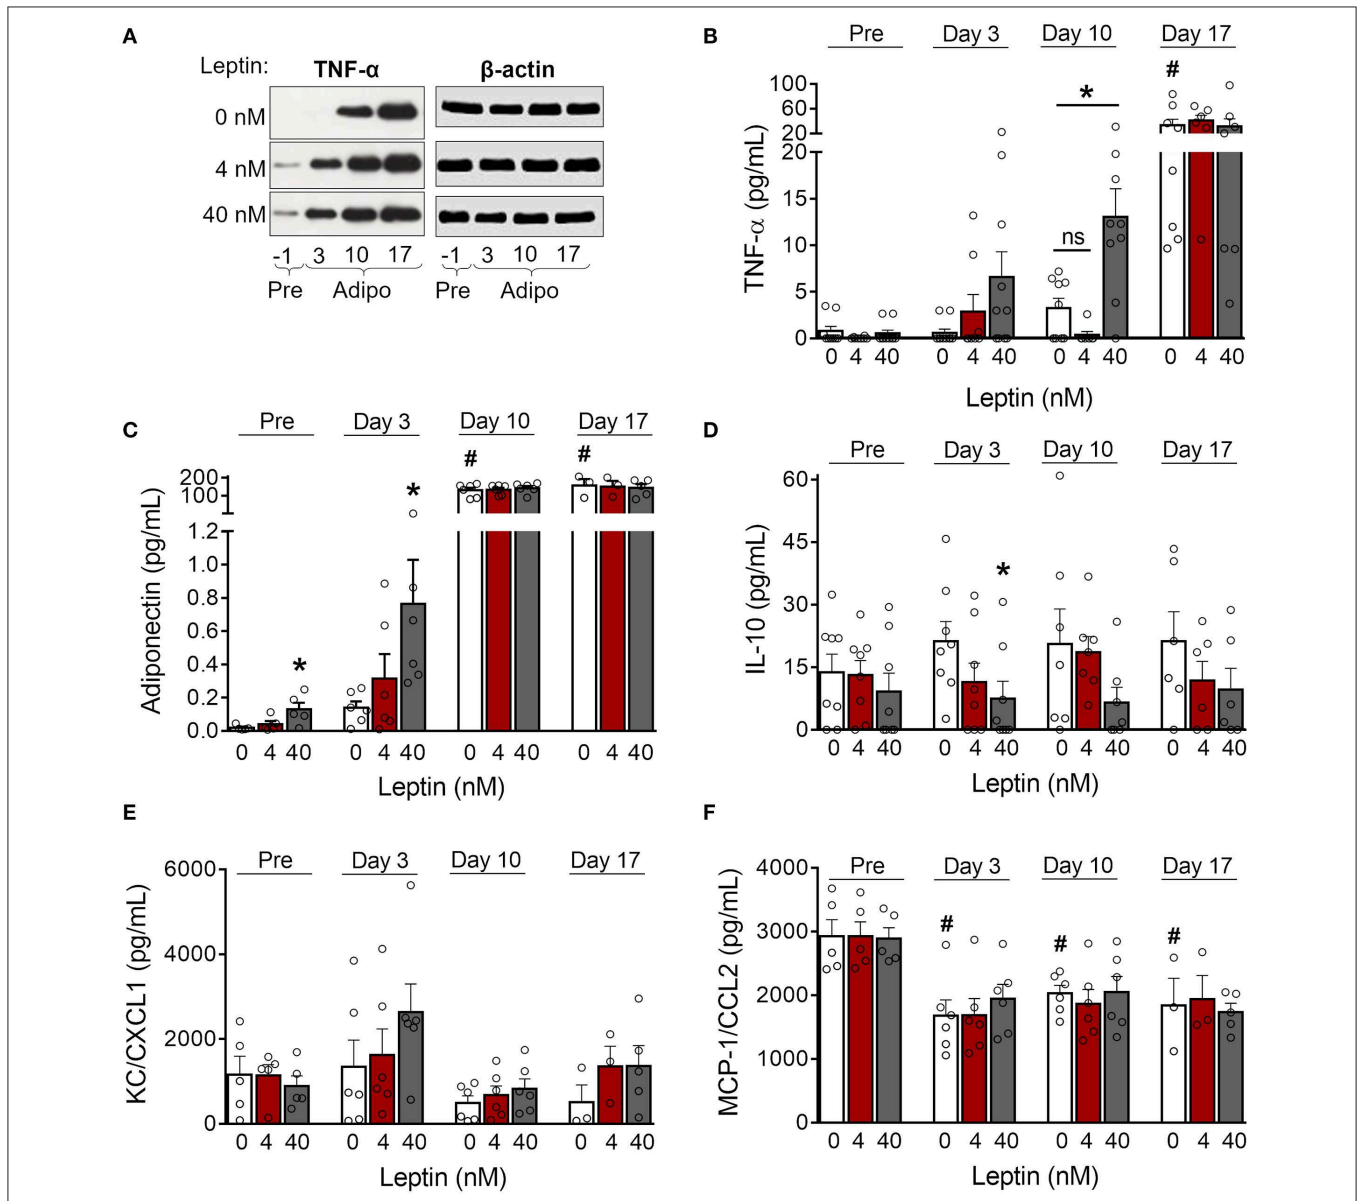 A
Leptin: TNF-α β-actin
0 nM
4 nM
40 nM
-1 3 10 17 -1 3 10 17
Pre Adipo Pre Adipo
B
Pre Day 3 Day 10 Day 17
#
*
ns
TNF-α (pg/mL)
100
60
20
20
15
10
5
0
0 4 40 0 4 40 0 4 40 0 4 40
Leptin (nM)
C
Pre Day 3 Day 10 Day 17
# #
*
*
Adiponectin (pg/mL)
200
100
1.2
1.0
0.8
0.6
0.4
0.2
0.0
0 4 40 0 4 40 0 4 40 0 4 40
Leptin (nM)
D
Pre Day 3 Day 10 Day 17
*
IL-10 (pg/mL)
60
45
30
15
0
0 4 40 0 4 40 0 4 40 0 4 40
Leptin (nM)
E
Pre Day 3 Day 10 Day 17
KC/CXCL1 (pg/mL)
6000
4000
2000
0
0 4 40 0 4 40 0 4 40 0 4 40
Leptin (nM)
F
Pre Day 3 Day 10 Day 17
# # #
MCP-1/CCL2 (pg/mL)
4000
3000
2000
1000
0
0 4 40 0 4 40 0 4 40 0 4 40
Leptin (nM)